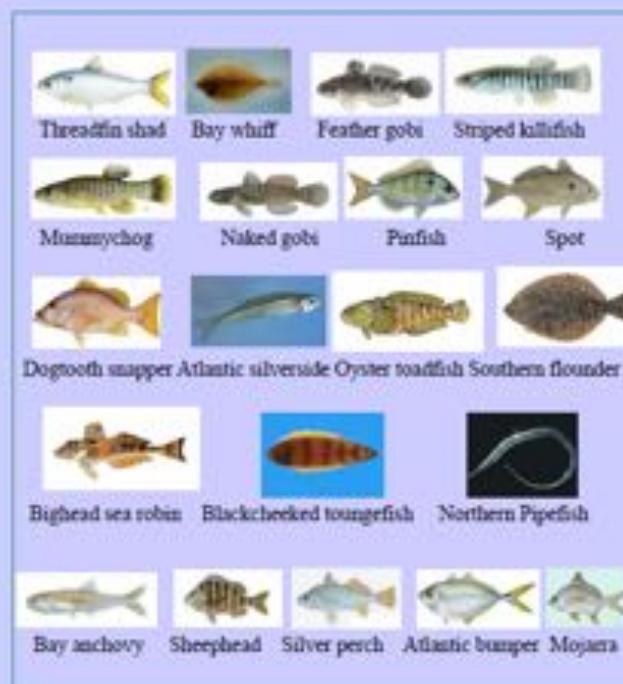 Threadfin shad Bay whiff Feather gobi Striped killifish
Mummychog Naked gobi Pinfish Spot
Dogtooth snapper Atlantic silverside Oyster toadfish Southern flounder
Bighead sea robin Blackcheeked toungefish Northern Pipefish
Bay anchovy Sheephead Silver perch Atlantic bumper Mojarra